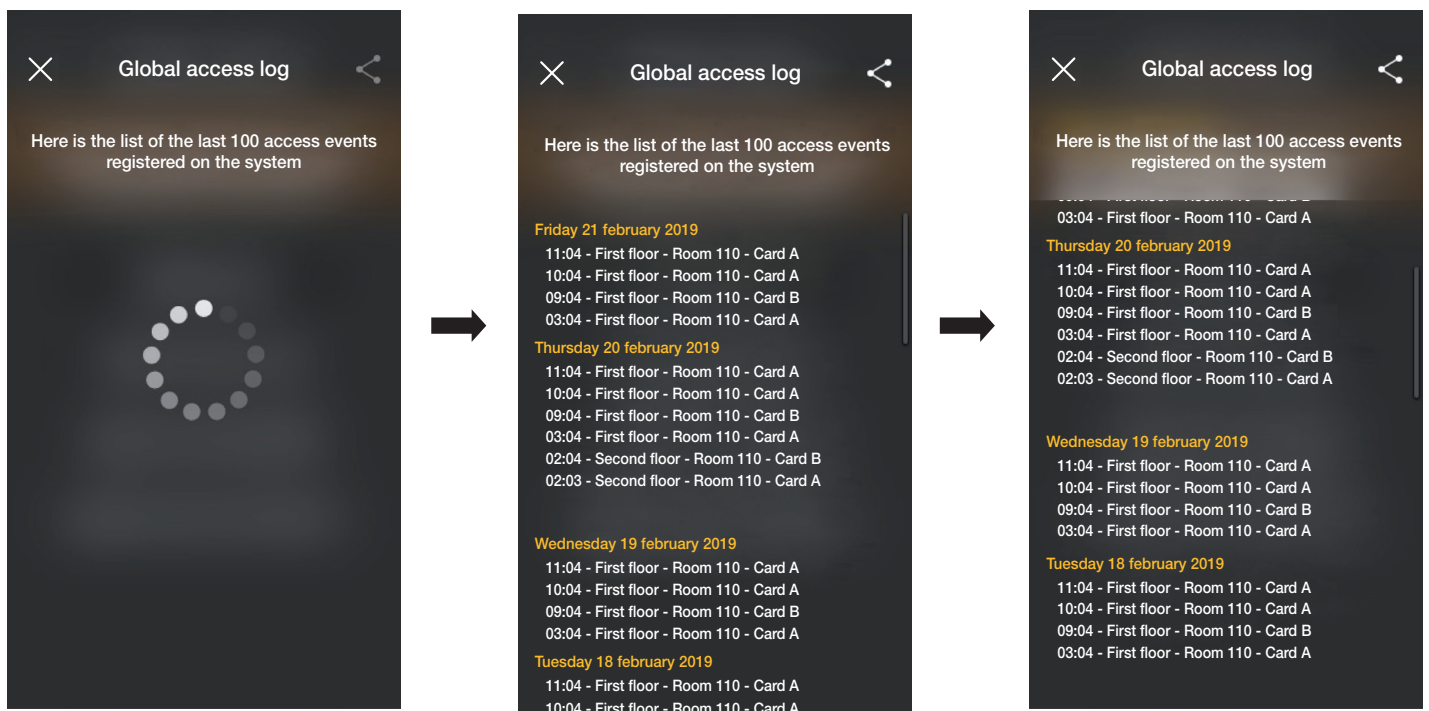 Global access log
Here is the list of the last 100 access events
registered on the system
Global access log
Here is the list of the last 100 access events
registered on the system
Friday 21 february 2019
11:04 - First floor - Room 110 - Card A
10:04 - First floor - Room 110 - Card A
09:04 - First floor - Room 110 - Card B
03:04 - First floor - Room 110 - Card A
Thursday 20 february 2019
11:04 - First floor - Room 110 - Card A
10:04 - First floor - Room 110 - Card A
09:04 - First floor - Room 110 - Card B
03:04 - First floor - Room 110 - Card A
02:04 - Second floor - Room 110 - Card B
02:03 - Second floor - Room 110 - Card A
Wednesday 19 february 2019
11:04 - First floor - Room 110 - Card A
10:04 - First floor - Room 110 - Card A
09:04 - First floor - Room 110 - Card B
03:04 - First floor - Room 110 - Card A
Tuesday 18 february 2019
11:04 - First floor - Room 110 - Card A
10:04 - First floor - Room 110 - Card A
Global access log
Here is the list of the last 100 access events
registered on the system
03:04 - First floor - Room 110 - Card A
Thursday 20 february 2019
11:04 - First floor - Room 110 - Card A
10:04 - First floor - Room 110 - Card A
09:04 - First floor - Room 110 - Card B
03:04 - First floor - Room 110 - Card A
02:04 - Second floor - Room 110 - Card B
02:03 - Second floor - Room 110 - Card A
Wednesday 19 february 2019
11:04 - First floor - Room 110 - Card A
10:04 - First floor - Room 110 - Card A
09:04 - First floor - Room 110 - Card B
03:04 - First floor - Room 110 - Card A
Tuesday 18 february 2019
11:04 - First floor - Room 110 - Card A
10:04 - First floor - Room 110 - Card A
09:04 - First floor - Room 110 - Card B
03:04 - First floor - Room 110 - Card A